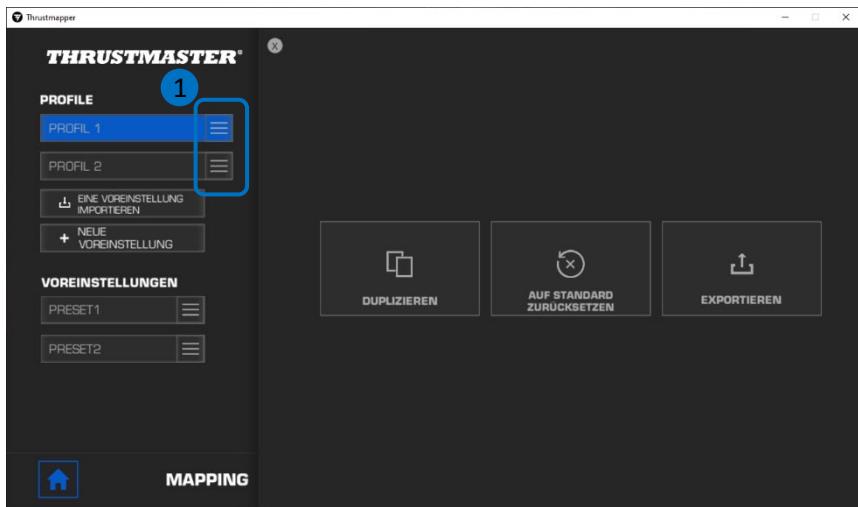 Thrustmapper
THRUSTMASTER®
X
1
PROFILE
PROFIL 1
PROFIL 2
EINE VOREINSTELLUNG
IMPORTIEREN
+ NEUE
VOREINSTELLUNG
VOREINSTELLUNGEN
PRESET1
PRESET2
DUPLIZIEREN
AUF STANDARD
ZURÜCKSETZEN
EXPORTIEREN
MAPPING